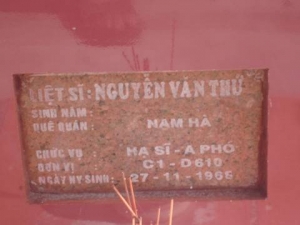 LIỆT SĨ: NGUYỄN VĂN THƯ
SINH NĂM :
QUÊ QUÁN : NAM HÀ
CHỨC VỤ : HẠ SĨ - A PHÓ
ĐƠN VỊ : C1 - D610
NGÀY HY SINH: 27 - 11 - 1965